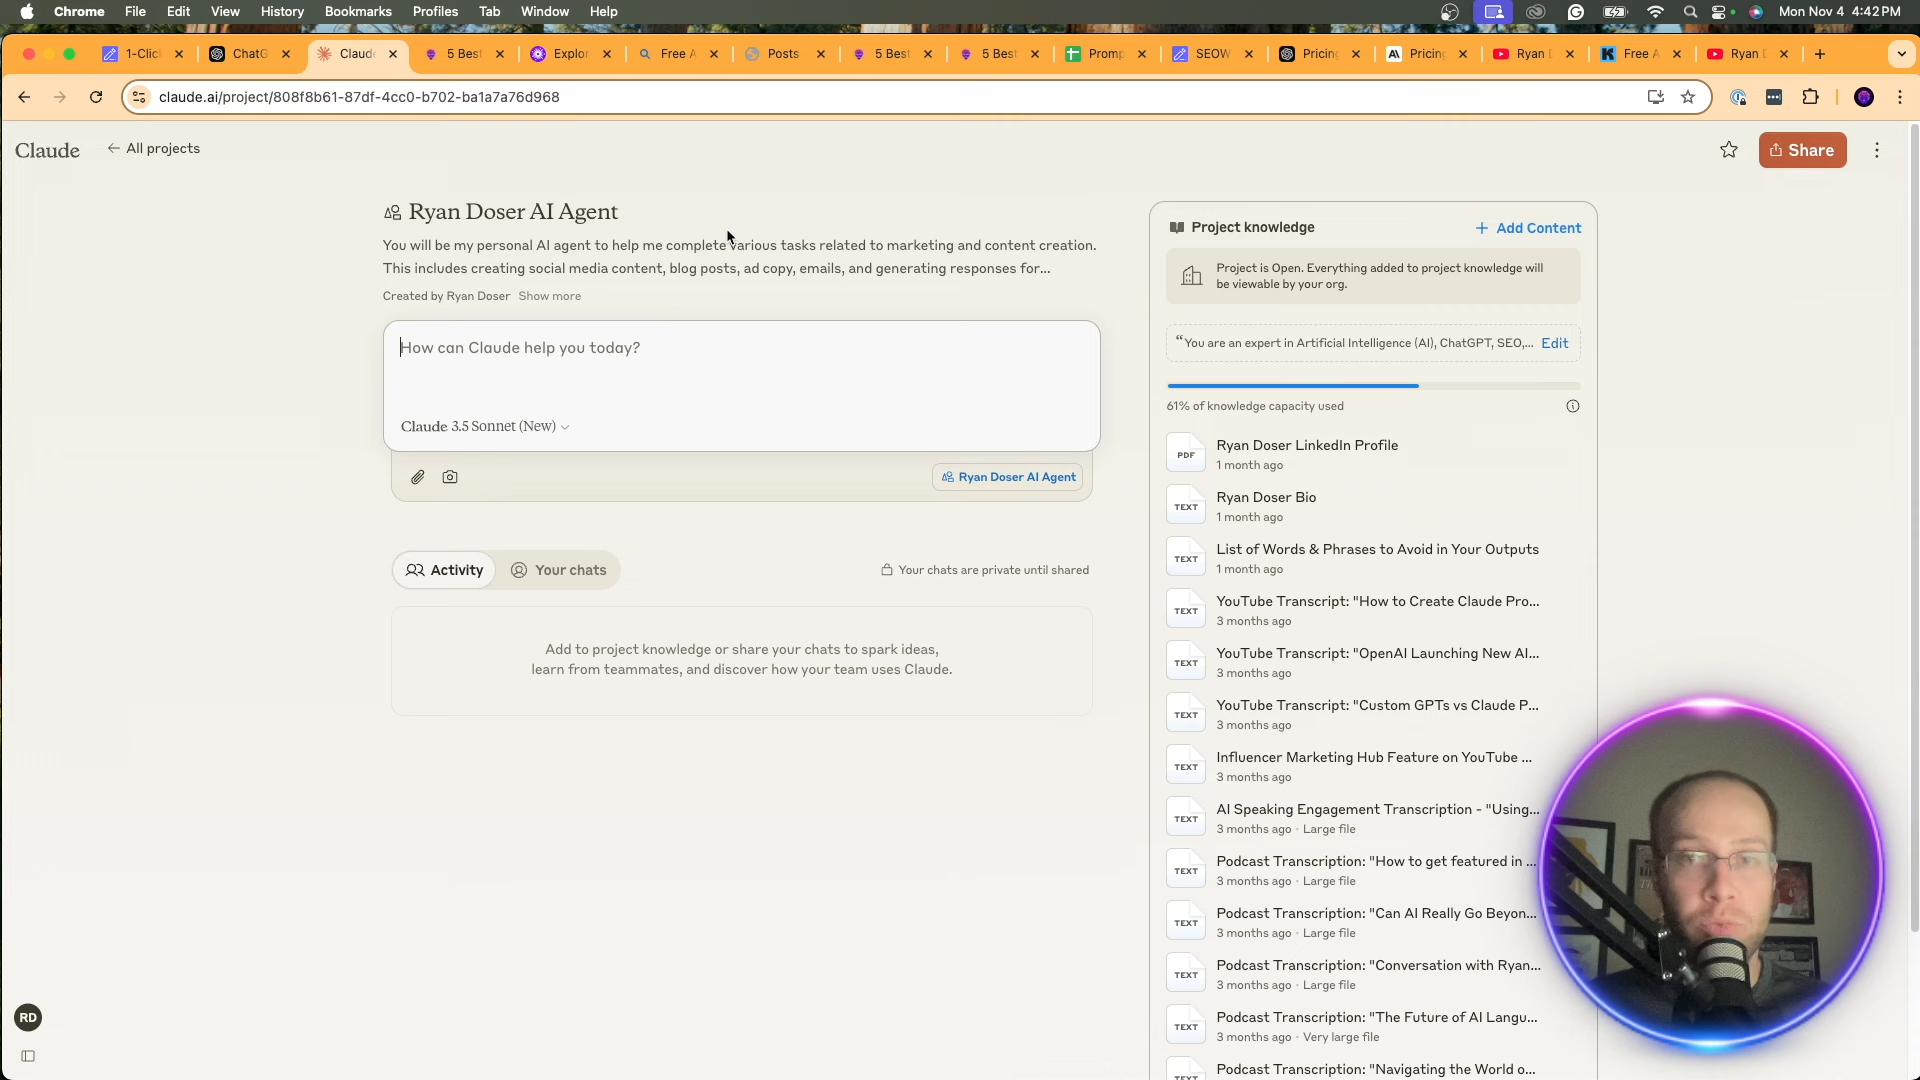 Chrome File Edit View History Bookmarks Profiles Tab Window Help Mon Nov 4 4:42 PM
1-Click ChatG Claude 5 Best Explor Free A Posts 5 Best 5 Best Promp SEOW Pricing Pricing Ryan D Free A Ryan D
claude.ai/project/808f8b61-87df-4cc0-b702-ba1a7a76d968
Claude All projects Share
Ryan Doser AI Agent
You will be my personal AI agent to help me complete various tasks related to marketing and content creation.
This includes creating social media content, blog posts, ad copy, emails, and generating responses for...
Created by Ryan Doser Show more
How can Claude help you today?
Claude 3.5 Sonnet (New)
Ryan Doser AI Agent
Activity Your chats Your chats are private until shared
Add to project knowledge or share your chats to spark ideas,
learn from teammates, and discover how your team uses Claude.
RD
Project knowledge + Add Content
Project is Open. Everything added to project knowledge will
be viewable by your org.
“You are an expert in Artificial Intelligence (AI), ChatGPT, SEO,... Edit
61% of knowledge capacity used
PDF Ryan Doser LinkedIn Profile
1 month ago
TEXT Ryan Doser Bio
1 month ago
TEXT List of Words & Phrases to Avoid in Your Outputs
1 month ago
TEXT YouTube Transcript: "How to Create Claude Pro...
3 months ago
TEXT YouTube Transcript: "OpenAI Launching New AI...
3 months ago
TEXT YouTube Transcript: "Custom GPTs vs Claude P...
3 months ago
TEXT Influencer Marketing Hub Feature on YouTube ...
3 months ago
TEXT AI Speaking Engagement Transcription - "Using...
3 months ago · Large file
TEXT Podcast Transcription: "How to get featured in ...
3 months ago · Large file
TEXT Podcast Transcription: "Can AI Really Go Beyon...
3 months ago · Large file
TEXT Podcast Transcription: "Conversation with Ryan...
3 months ago · Large file
TEXT Podcast Transcription: "The Future of AI Langu...
3 months ago · Very large file
TEXT Podcast Transcription: "Navigating the World o...